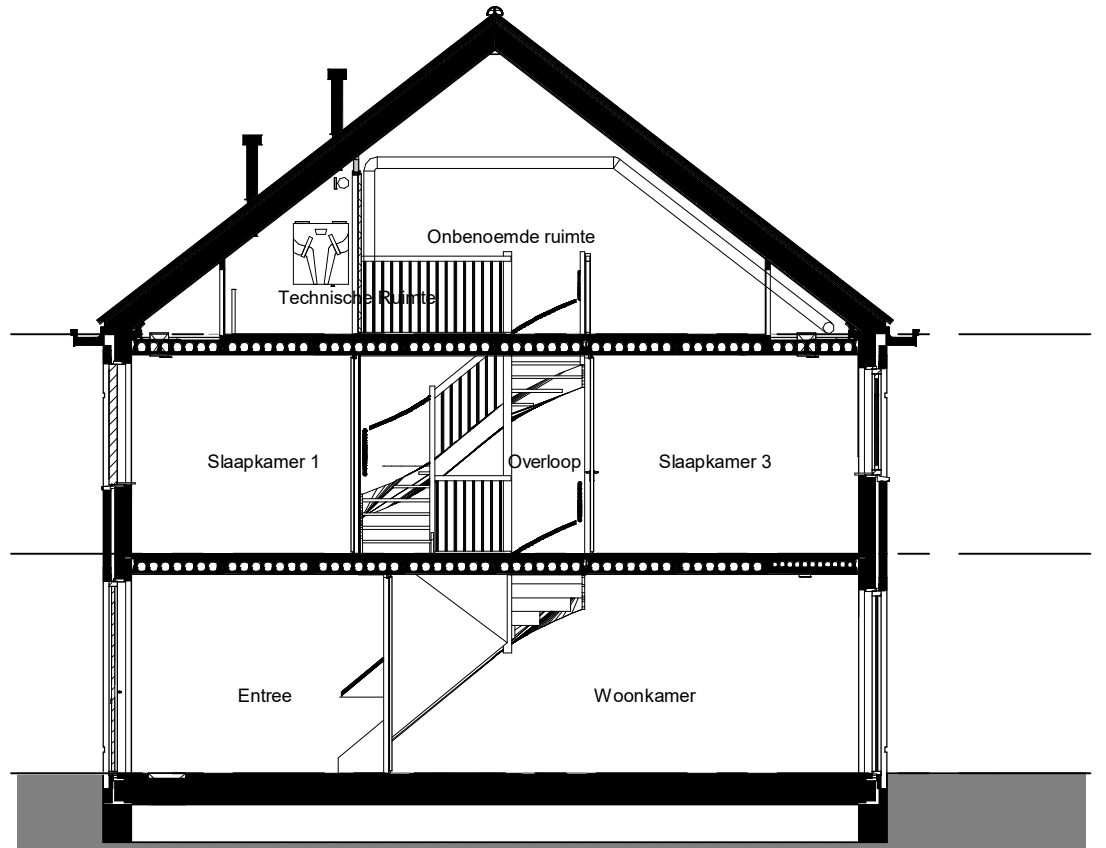 Onbenoemde ruimte
Technische Ruimte
Slaapkamer 1
Overloop
Slaapkamer 3
Entree
Woonkamer